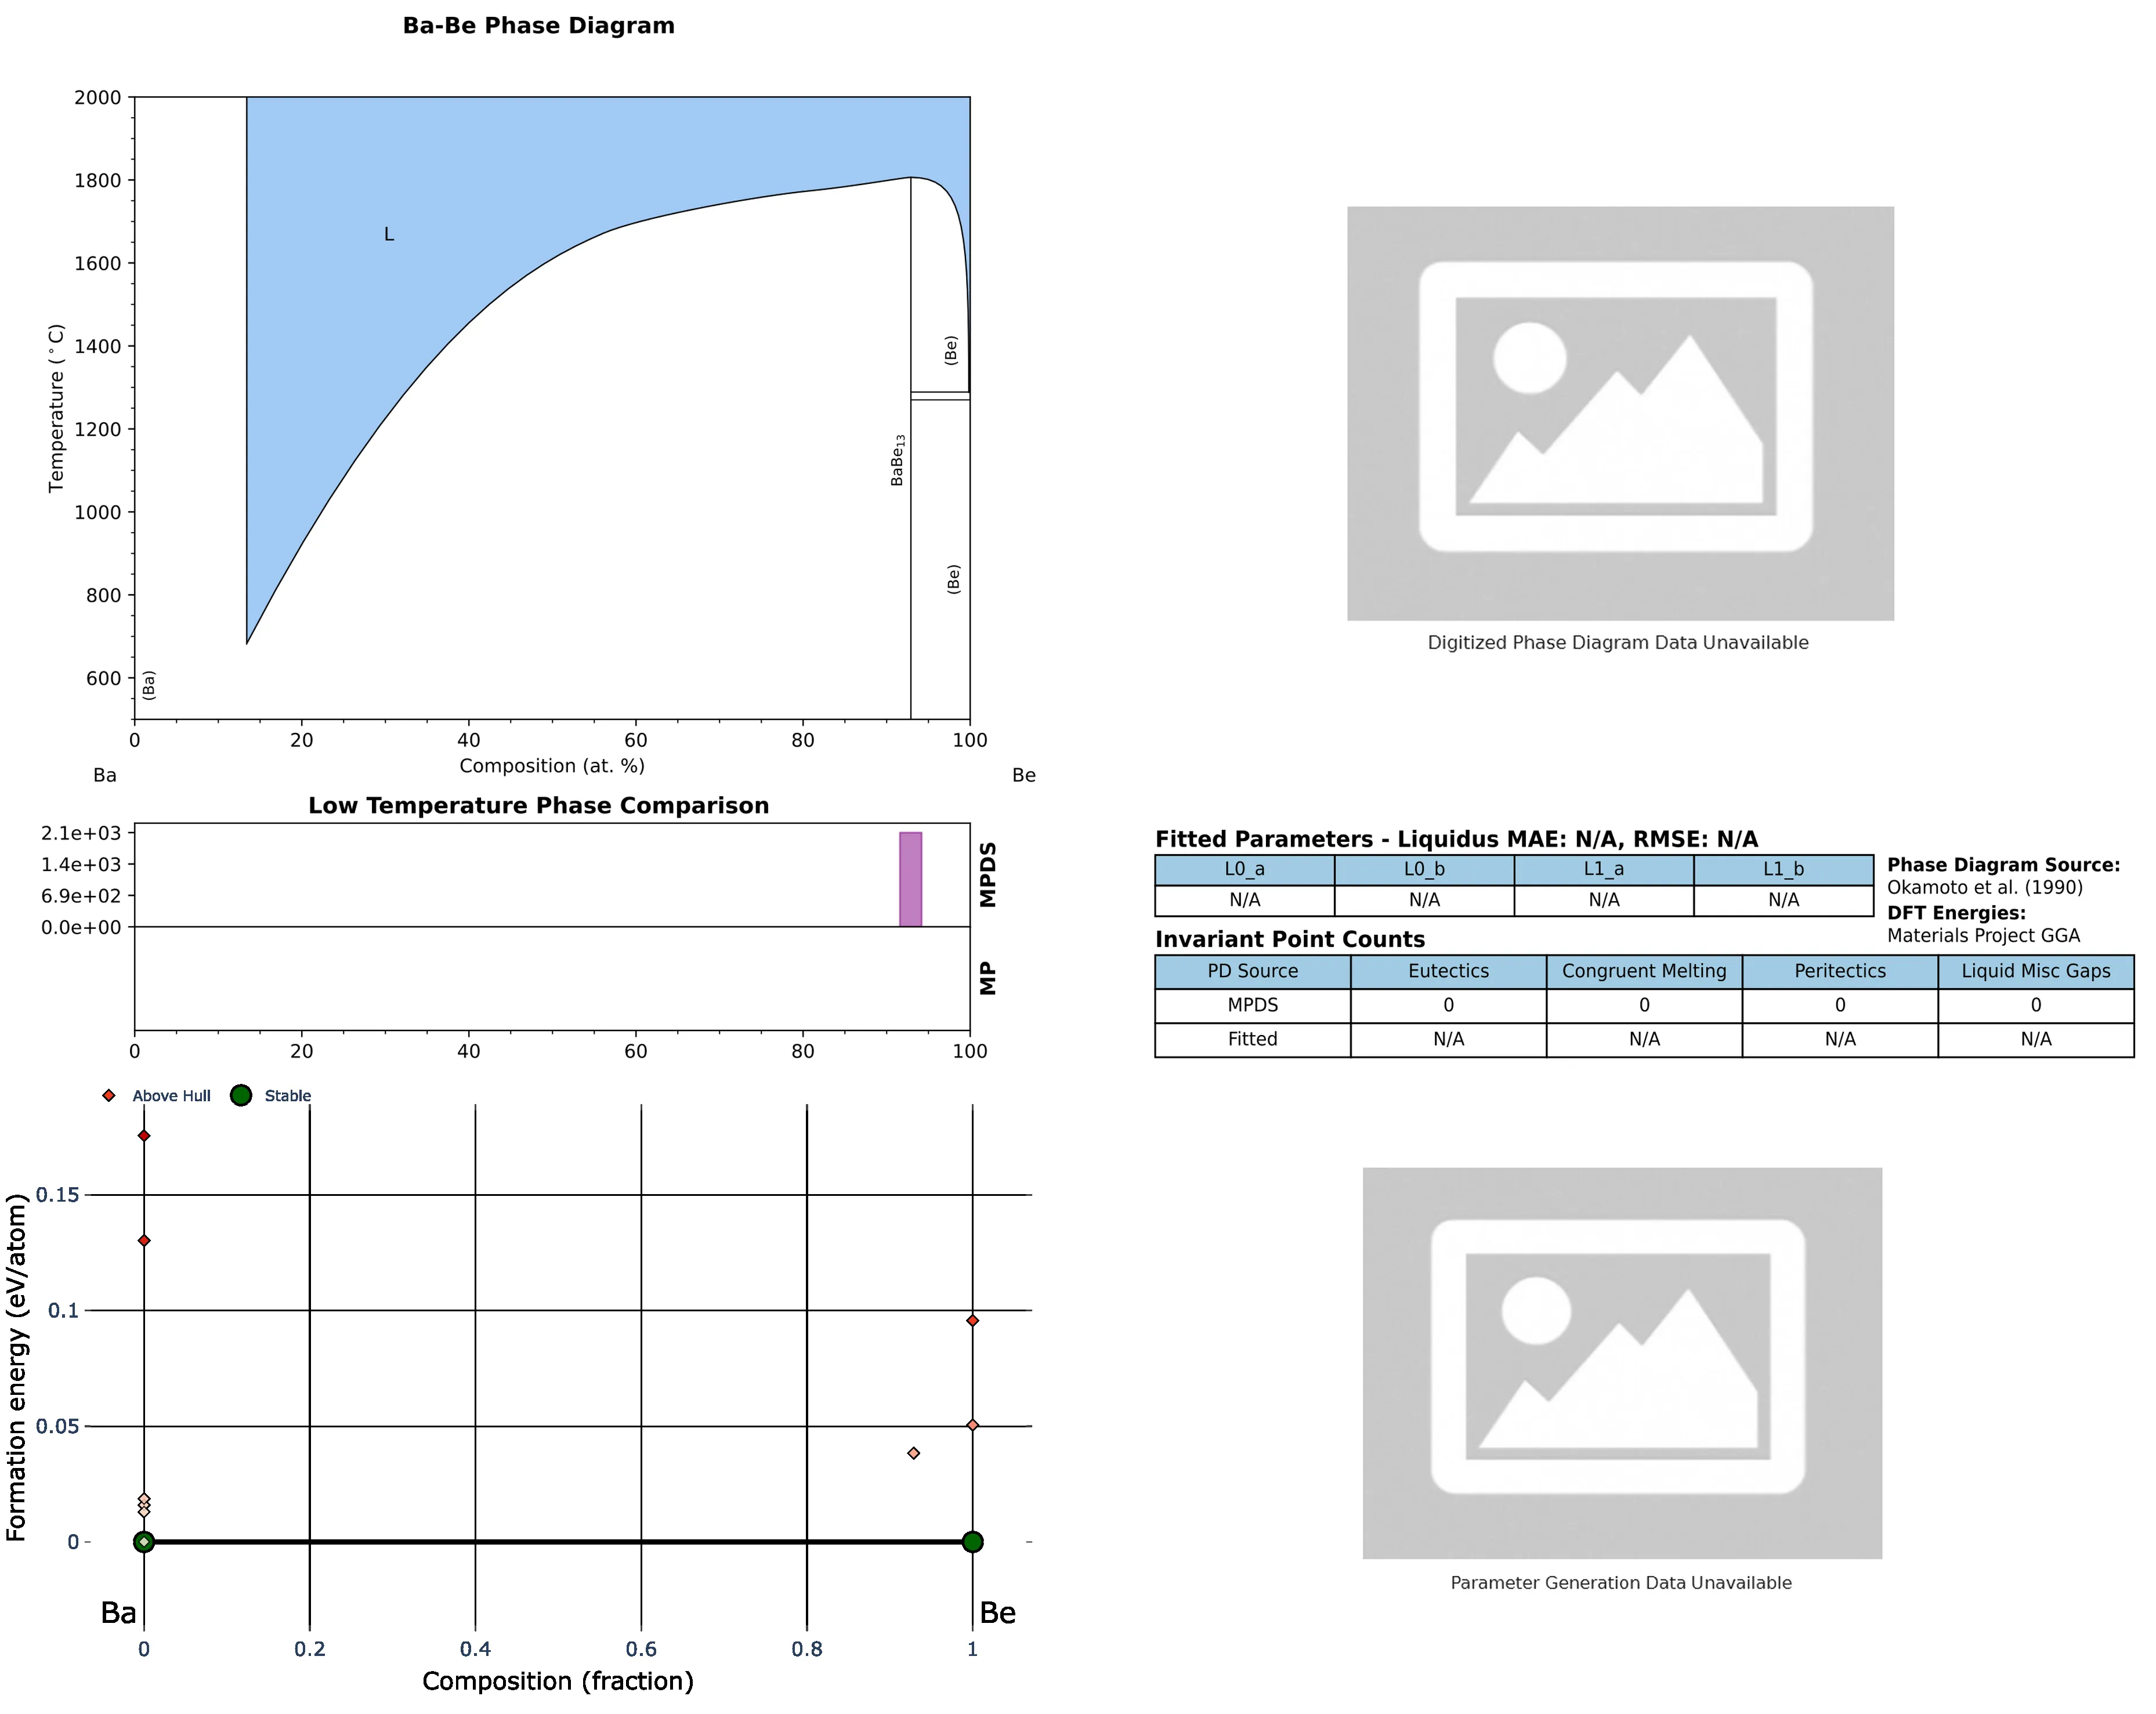 Ba-Be Phase Diagram
2000
1800
1600
1400
1200
1000
800
600
Temperature (°C)
L
(Be)
BaBe13
(Be)
(Ba)
0 20 40 60 80 100
Composition (at. %)
Ba Be
Digitized Phase Diagram Data Unavailable
Low Temperature Phase Comparison
2.1e+03
1.4e+03
6.9e+02
0.0e+00
MPDS
MP
0 20 40 60 80 100
Fitted Parameters - Liquidus MAE: N/A, RMSE: N/A
L0_a L0_b L1_a L1_b
N/A N/A N/A N/A
Phase Diagram Source:
Okamoto et al. (1990)
DFT Energies:
Materials Project GGA
Invariant Point Counts
PD Source Eutectics Congruent Melting Peritectics Liquid Misc Gaps
MPDS 0 0 0 0
Fitted N/A N/A N/A N/A
Above Hull Stable
0.15
0.1
0.05
0
Formation energy (eV/atom)
Ba Be
0 0.2 0.4 0.6 0.8 1
Composition (fraction)
Parameter Generation Data Unavailable